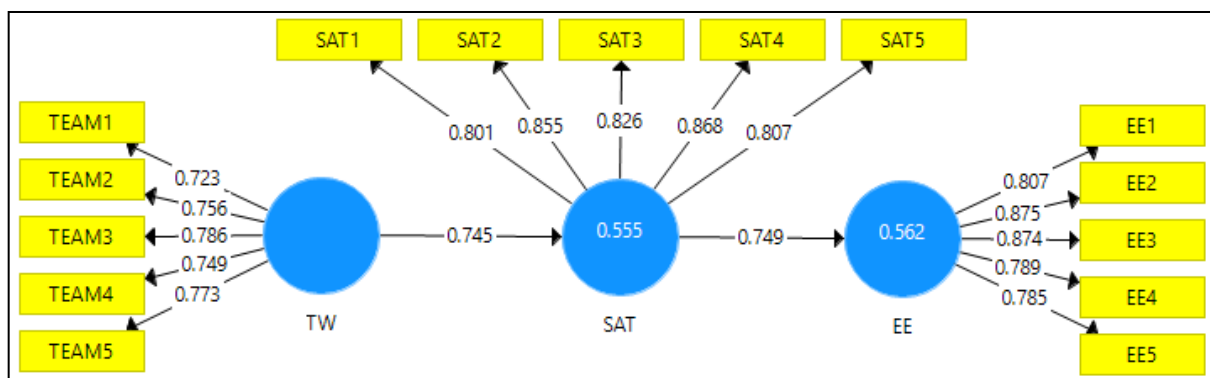 SAT1 SAT2 SAT3 SAT4 SAT5
0.801 0.855 0.826 0.868 0.807
TEAM1
TEAM2
TEAM3
TEAM4
TEAM5
0.723
0.756
0.786
0.749
0.773
TW
0.745
0.555
SAT
0.749
0.562
EE
0.807
0.875
0.874
0.789
0.785
EE1
EE2
EE3
EE4
EE5